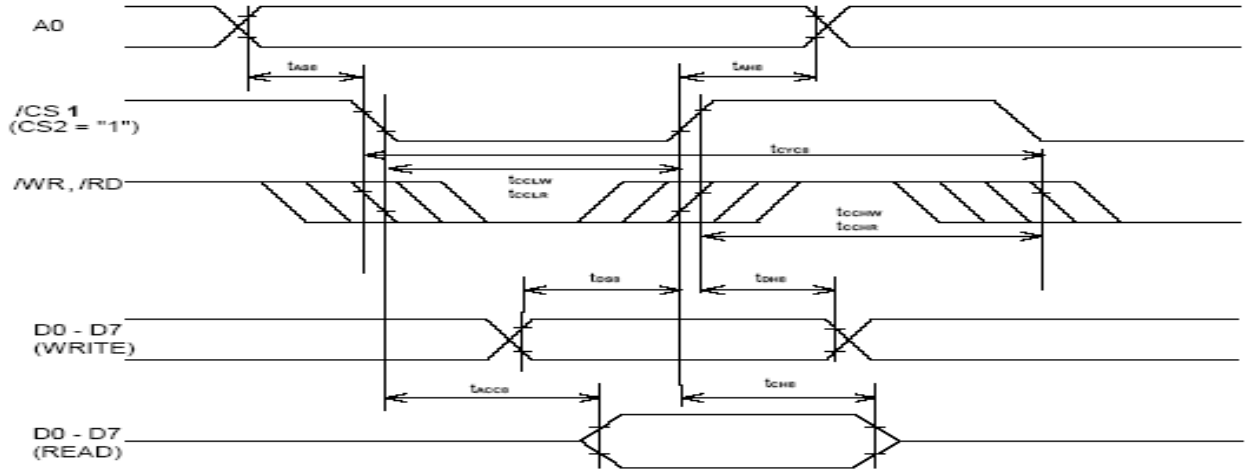 A0
tAS8
tAH8
/CS 1
(CS2 = "1")
tCYC8
/WR, /RD
tCCLW
tCCLR
tCCHW
tCCHR
tDS8
tDH8
D0 - D7
(WRITE)
tACC8
tCH8
D0 - D7
(READ)